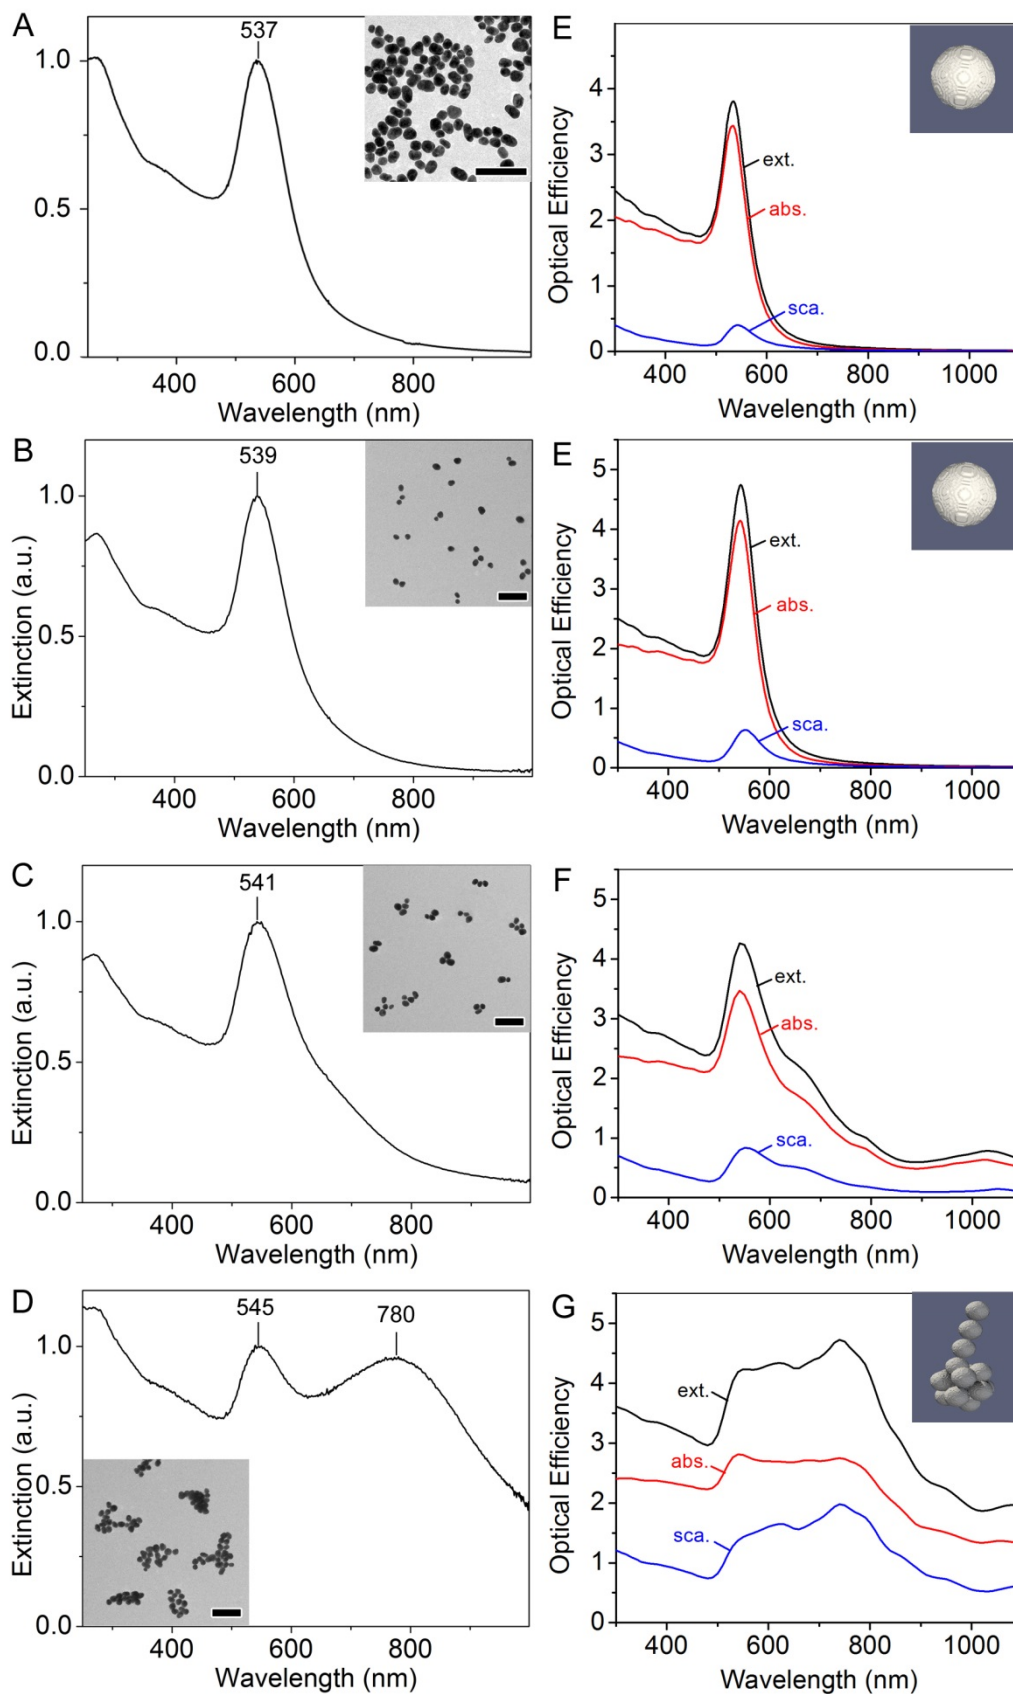 A
537
1.0
0.5
0.0
400 600 800
Wavelength (nm)
E
Optical Efficiency
4
3
2
1
0
ext.
abs.
sca.
400 600 800 1000
Wavelength (nm)
B
539
Extinction (a.u.)
1.0
0.5
0.0
400 600 800
Wavelength (nm)
E
Optical Efficiency
5
4
3
2
1
0
ext.
abs.
sca.
400 600 800 1000
Wavelength (nm)
C
541
Extinction (a.u.)
1.0
0.5
0.0
400 600 800
Wavelength (nm)
F
Optical Efficiency
5
4
3
2
1
0
ext.
abs.
sca.
400 600 800 1000
Wavelength (nm)
D
545 780
Extinction (a.u.)
1.0
0.5
0.0
400 600 800
Wavelength (nm)
G
Optical Efficiency
5
4
3
2
1
0
ext.
abs.
sca.
400 600 800 1000
Wavelength (nm)